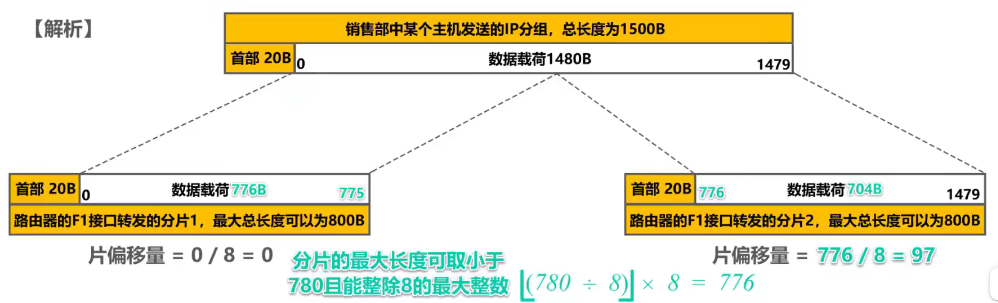 【解析】
销售部中某个主机发送的IP分组，总长度为1500B
首部 20B
0
数据载荷1480B
1479
首部 20B
0
数据载荷776B
775
路由器的F1接口转发的分片1，最大总长度可以为800B
片偏移量 = 0 / 8 = 0
首部 20B
776
数据载荷704B
1479
路由器的F1接口转发的分片2，最大总长度可以为800B
片偏移量 = 776 / 8 = 97
分片的最大长度可取小于
780且能整除8的最大整数
⌊(780 ÷ 8)⌋ × 8 = 776